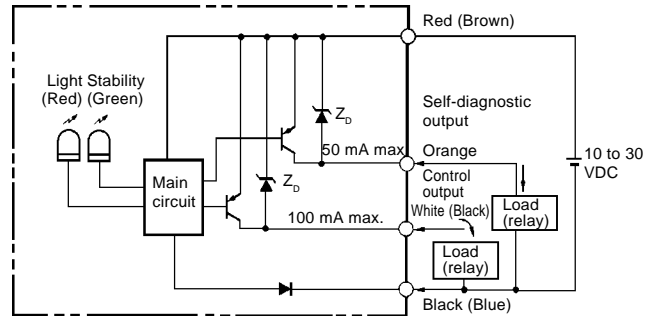 Red (Brown)
Light Stability
(Red) (Green)
Z_D
Self-diagnostic
output
50 mA max.
Orange
10 to 30
VDC
Main
circuit
Z_D
Control
output
Load
(relay)
100 mA max.
White (Black)
Load
(relay)
Black (Blue)